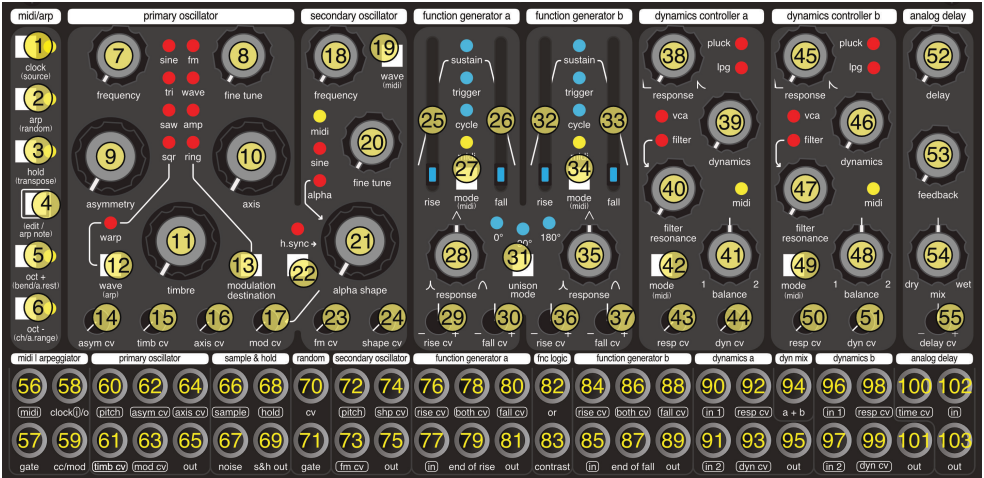 midi/arp primary oscillator secondary oscillator function generator a function generator b dynamics controller a dynamics controller b analog delay
1 clock (source)
2 arp (random)
3 hold (transpose)
4 (edit / arp note)
5 oct + (bend/a.rest)
6 oct - (ch/a.range)
7 frequency
sine fm
tri wave
saw amp
sqr ring
8 fine tune
9 asymmetry
10 axis
warp
11 timbre
12 wave (arp)
13 modulation destination
14 asym cv
15 timb cv
16 axis cv
17 mod cv
18 frequency
19 wave (midi)
midi
sine
alpha
20 fine tune
h.sync
21 alpha shape
22
23 fm cv
24 shape cv
sustain
trigger
cycle
25 rise
26 fall
27 mode (midi)
28 response
29 − + rise cv
30 − + fall cv
0° 90° 180°
31 unison mode
sustain
trigger
cycle
32 rise
33 fall
34 mode (midi)
35 response
36 − + rise cv
37 − + fall cv
38 response
pluck
lpg
vca
filter
39 dynamics
40 filter resonance
midi
41 1 2 balance
42 mode (midi)
43 resp cv
44 dyn cv
45 response
pluck
lpg
vca
filter
46 dynamics
47 filter resonance
midi
48 1 2 balance
49 mode (midi)
50 resp cv
51 dyn cv
52 delay
53 feedback
54 dry wet mix
55 − + delay cv
midi | arpeggiator primary oscillator sample & hold random secondary oscillator function generator a fnc logic function generator b dynamics a dyn mix dynamics b analog delay
56 58 60 62 64 66 68 70 72 74 76 78 80 82 84 86 88 90 92 94 96 98 100 102
midi clock(i)/o pitch asym cv axis cv sample hold cv pitch shp cv rise cv both cv fall cv or rise cv both cv fall cv in 1 resp cv a + b in 1 resp cv time cv in
57 59 61 63 65 67 69 71 73 75 77 79 81 83 85 87 89 91 93 95 97 99 101 103
gate cc/mod timb cv mod cv out noise s&h out gate fm cv out in end of rise out contrast in end of fall out in 2 dyn cv out in 2 dyn cv out out